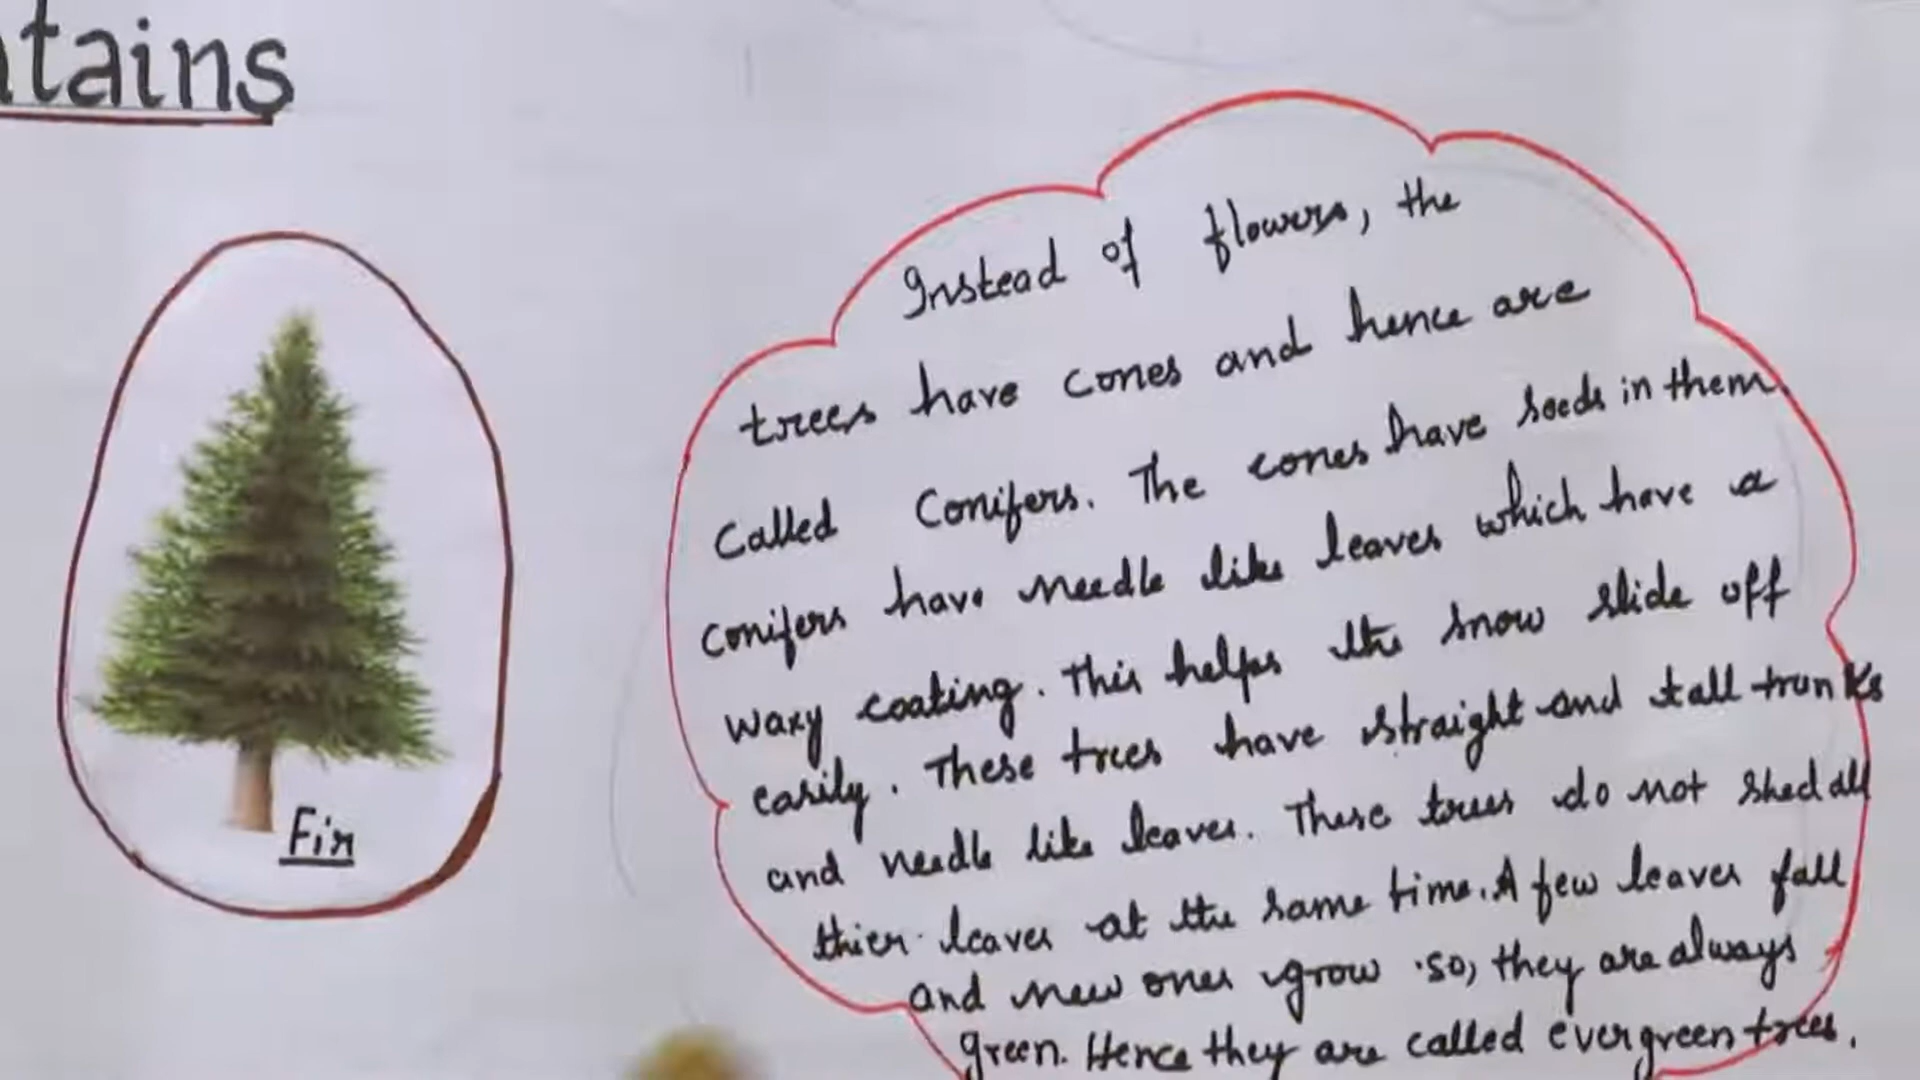 tains
Instead of flowers, the
trees have cones and hence are
called Conifers. The cones have seeds in them.
conifers have needle like leaves which have a
waxy coating. This helps the snow slide off
easily. These trees have straight and tall trunks
and needle like leaves. These trees do not shed all
thier leaves at the same time. A few leaves fall
and new ones grow so, they are always
green. Hence they are called evergreen trees.
Fir